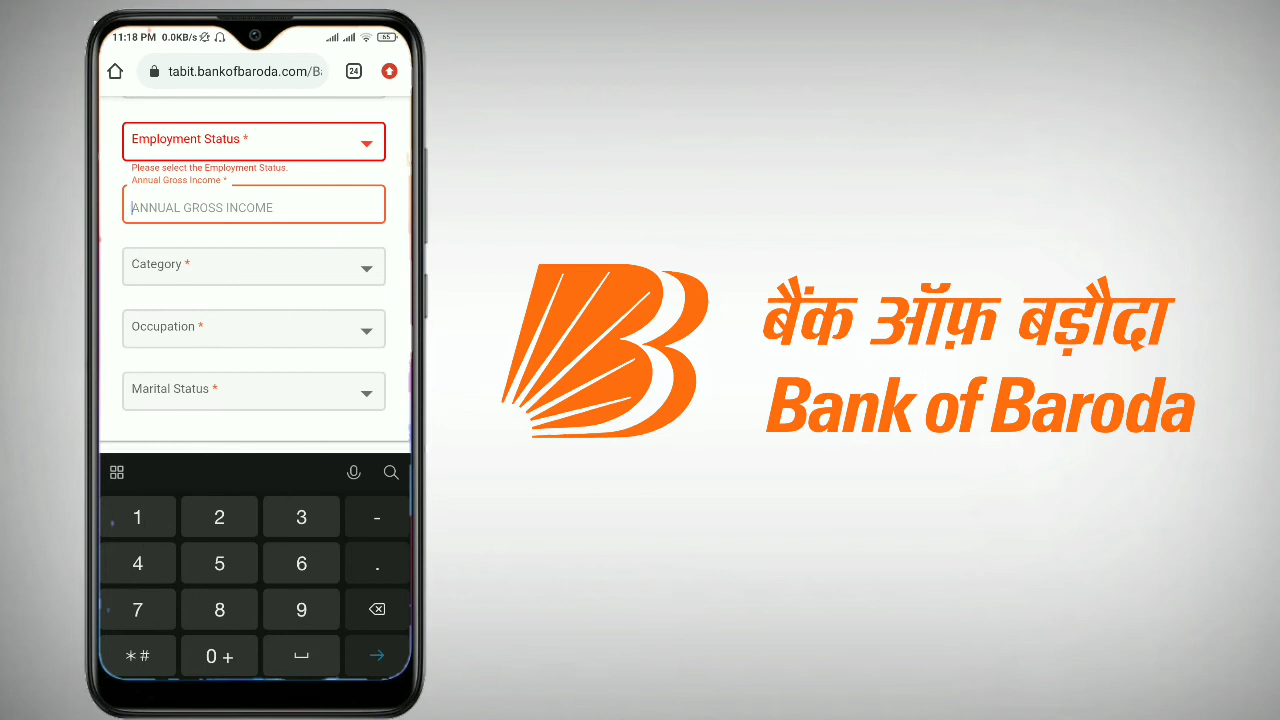 11:18 PM 0.0KB/s 65
tabit.bankofbaroda.com/B
24
Employment Status *
Please select the Employment Status.
Annual Gross Income *
ANNUAL GROSS INCOME
Category *
Occupation *
Marital Status *
1 2 3 -
4 5 6 .
7 8 9
*# 0 +
बैंक ऑफ़ बड़ौदा
Bank of Baroda